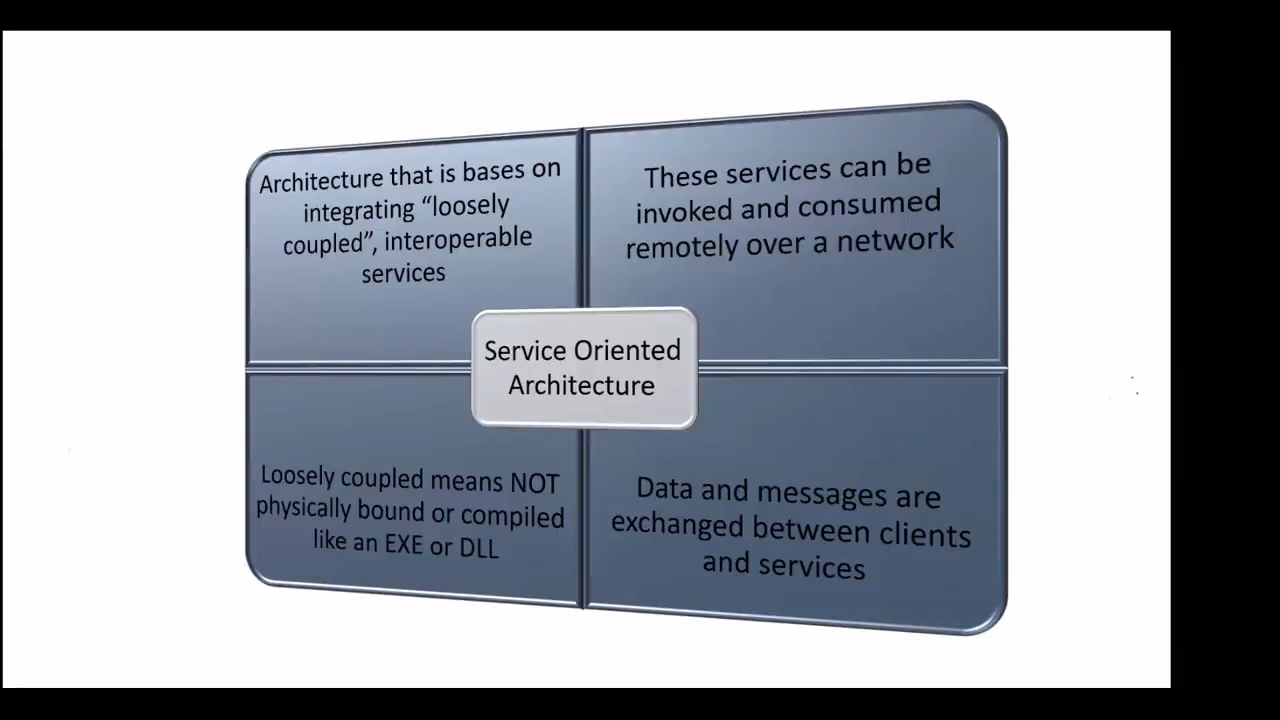 Architecture that is bases on
integrating “loosely
coupled”, interoperable
services
These services can be
invoked and consumed
remotely over a network
Service Oriented
Architecture
Loosely coupled means NOT
physically bound or compiled
like an EXE or DLL
Data and messages are
exchanged between clients
and services